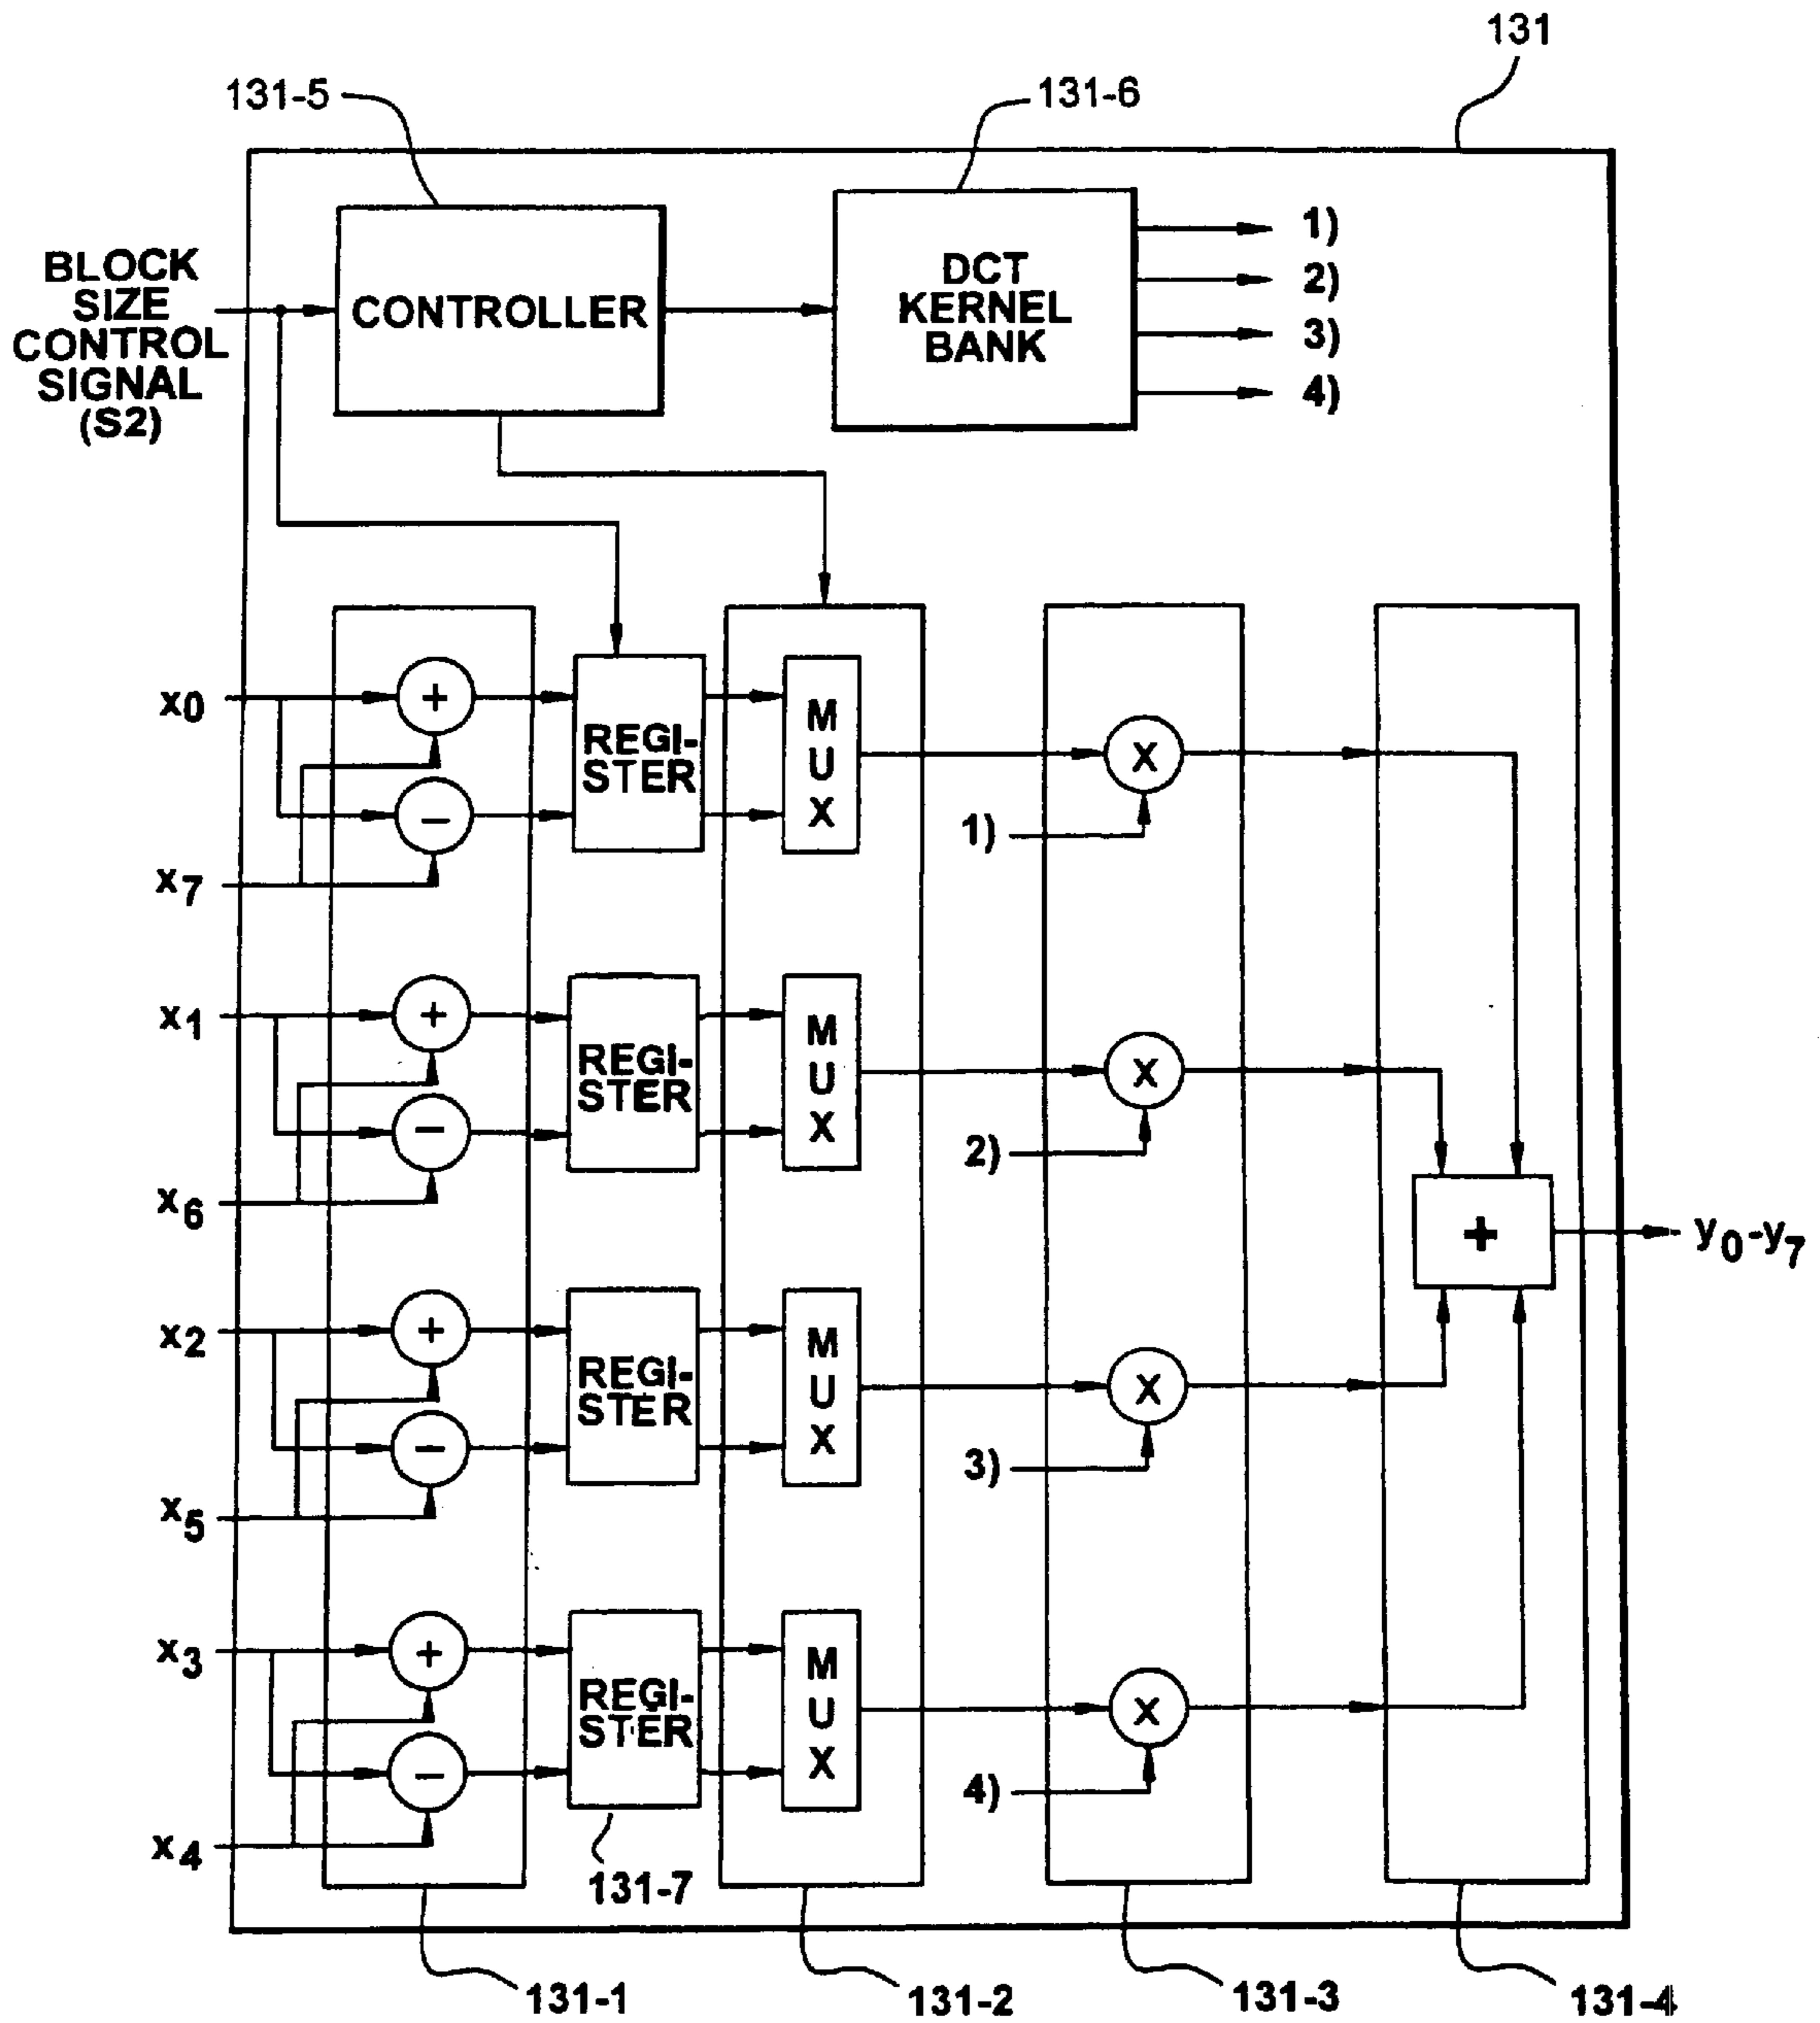 131
131-5
131-6
BLOCK
SIZE
CONTROL
SIGNAL
(S2)
CONTROLLER
DCT
KERNEL
BANK
1)
2)
3)
4)
x0
+
−
x7
REGI-
STER
M
U
X
X
1)
x1
+
−
x6
REGI-
STER
M
U
X
X
2)
+
y0-y7
x2
+
−
x5
REGI-
STER
M
U
X
X
3)
x3
+
−
x4
REGI-
STER
M
U
X
X
4)
131-7
131-1
131-2
131-3
131-4